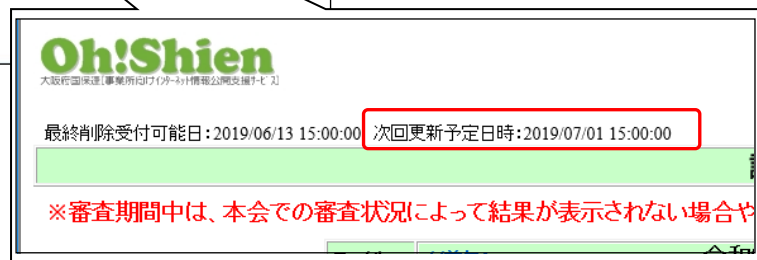 Oh!Shien
大阪府国保連[事業所向けインターネット情報公開支援サービス]
最終削除受付可能日：2019/06/13 15:00:00 次回更新予定日時：2019/07/01 15:00:00
※審査期間中は、本会での審査状況によって結果が表示されない場合や